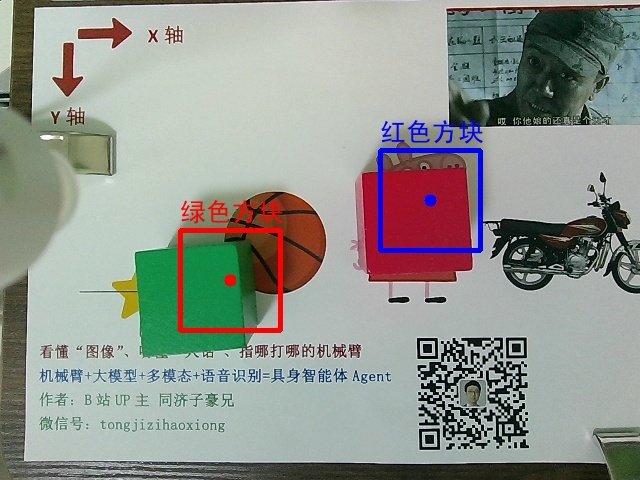 X 轴
Y 轴
哎 你他娘的还真是个人才
红色方块
绿色方块
看懂“图像”、
、指哪打哪的机械臂
机械臂+大模型+多模态+语音识别=具身智能体 Agent
作者：B 站 UP 主 同济子豪兄
微信号：tongjizihaoxiong